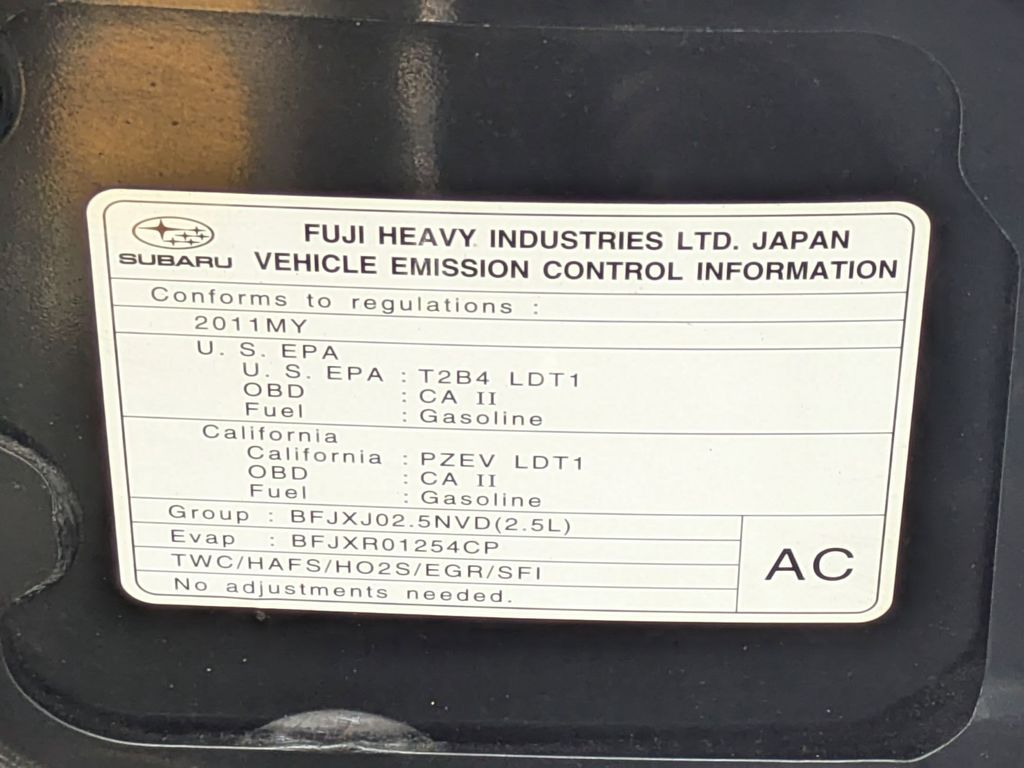 FUJI HEAVY INDUSTRIES LTD. JAPAN
SUBARU VEHICLE EMISSION CONTROL INFORMATION
Conforms to regulations :
2011MY
U. S. EPA
U. S. EPA : T2B4 LDT1
OBD : CA II
Fuel : Gasoline
California
California : PZEV LDT1
OBD : CA II
Fuel : Gasoline
Group : BFJXJ02.5NVD(2.5L)
Evap : BFJXR01254CP
TWC/HAFS/HO2S/EGR/SFI
No adjustments needed.
AC